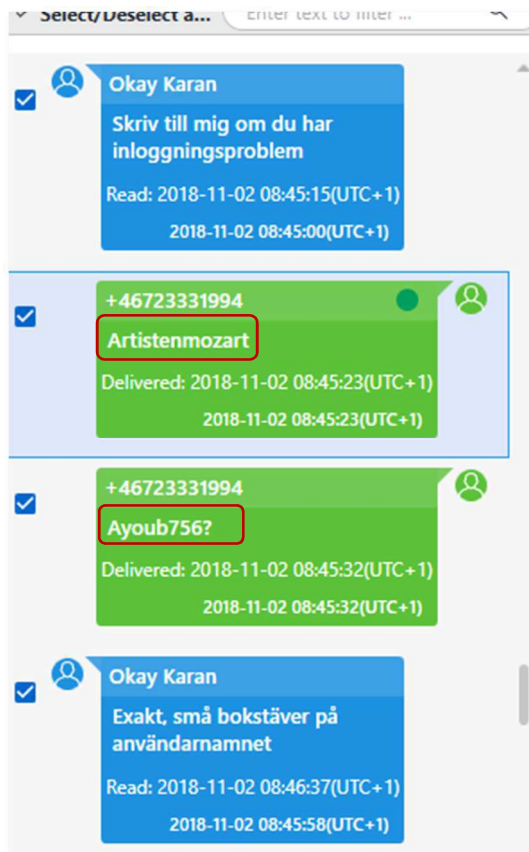 Select/Deselect a...
Enter text to filter ...
Okay Karan
Skriv till mig om du har
inloggningsproblem
Read: 2018-11-02 08:45:15(UTC+1)
2018-11-02 08:45:00(UTC+1)
+46723331994
Artistenmozart
Delivered: 2018-11-02 08:45:23(UTC+1)
2018-11-02 08:45:23(UTC+1)
+46723331994
Ayoub756?
Delivered: 2018-11-02 08:45:32(UTC+1)
2018-11-02 08:45:32(UTC+1)
Okay Karan
Exakt, små bokstäver på
användarnamnet
Read: 2018-11-02 08:46:37(UTC+1)
2018-11-02 08:45:58(UTC+1)